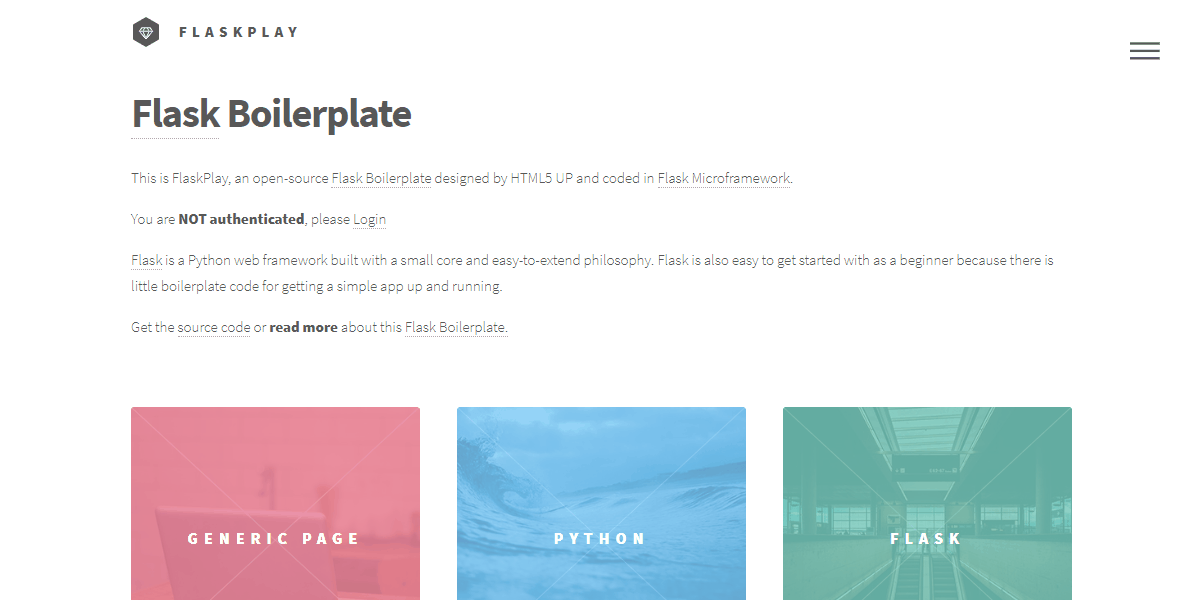 FLASKPLAY
Flask Boilerplate
This is FlaskPlay, an open-source Flask Boilerplate designed by HTML5 UP and coded in Flask Microframework.
You are NOT authenticated, please Login
Flask is a Python web framework built with a small core and easy-to-extend philosophy. Flask is also easy to get started with as a beginner because there is
little boilerplate code for getting a simple app up and running.
Get the source code or read more about this Flask Boilerplate.
GENERIC PAGE
PYTHON
FLASK